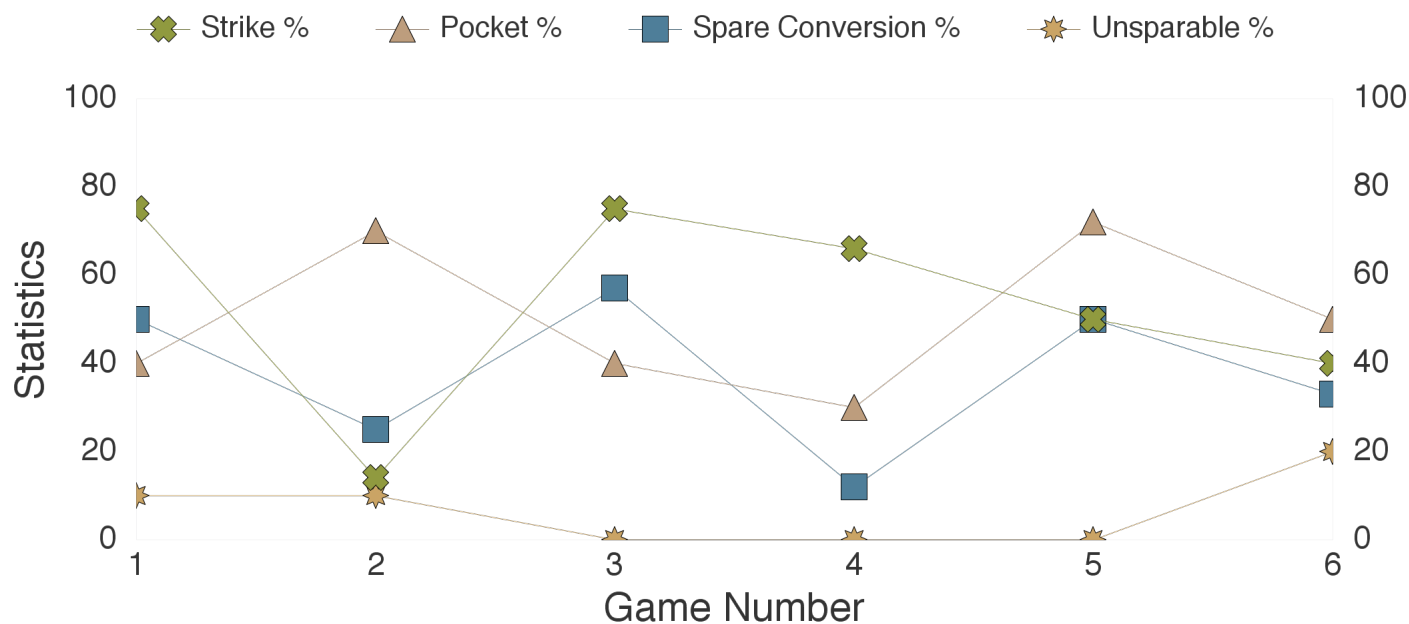 Strike % Pocket % Spare Conversion % Unsparable %
100 100
80 80
60 60
40 40
20 20
0 0
Statistics
1 2 3 4 5 6
Game Number